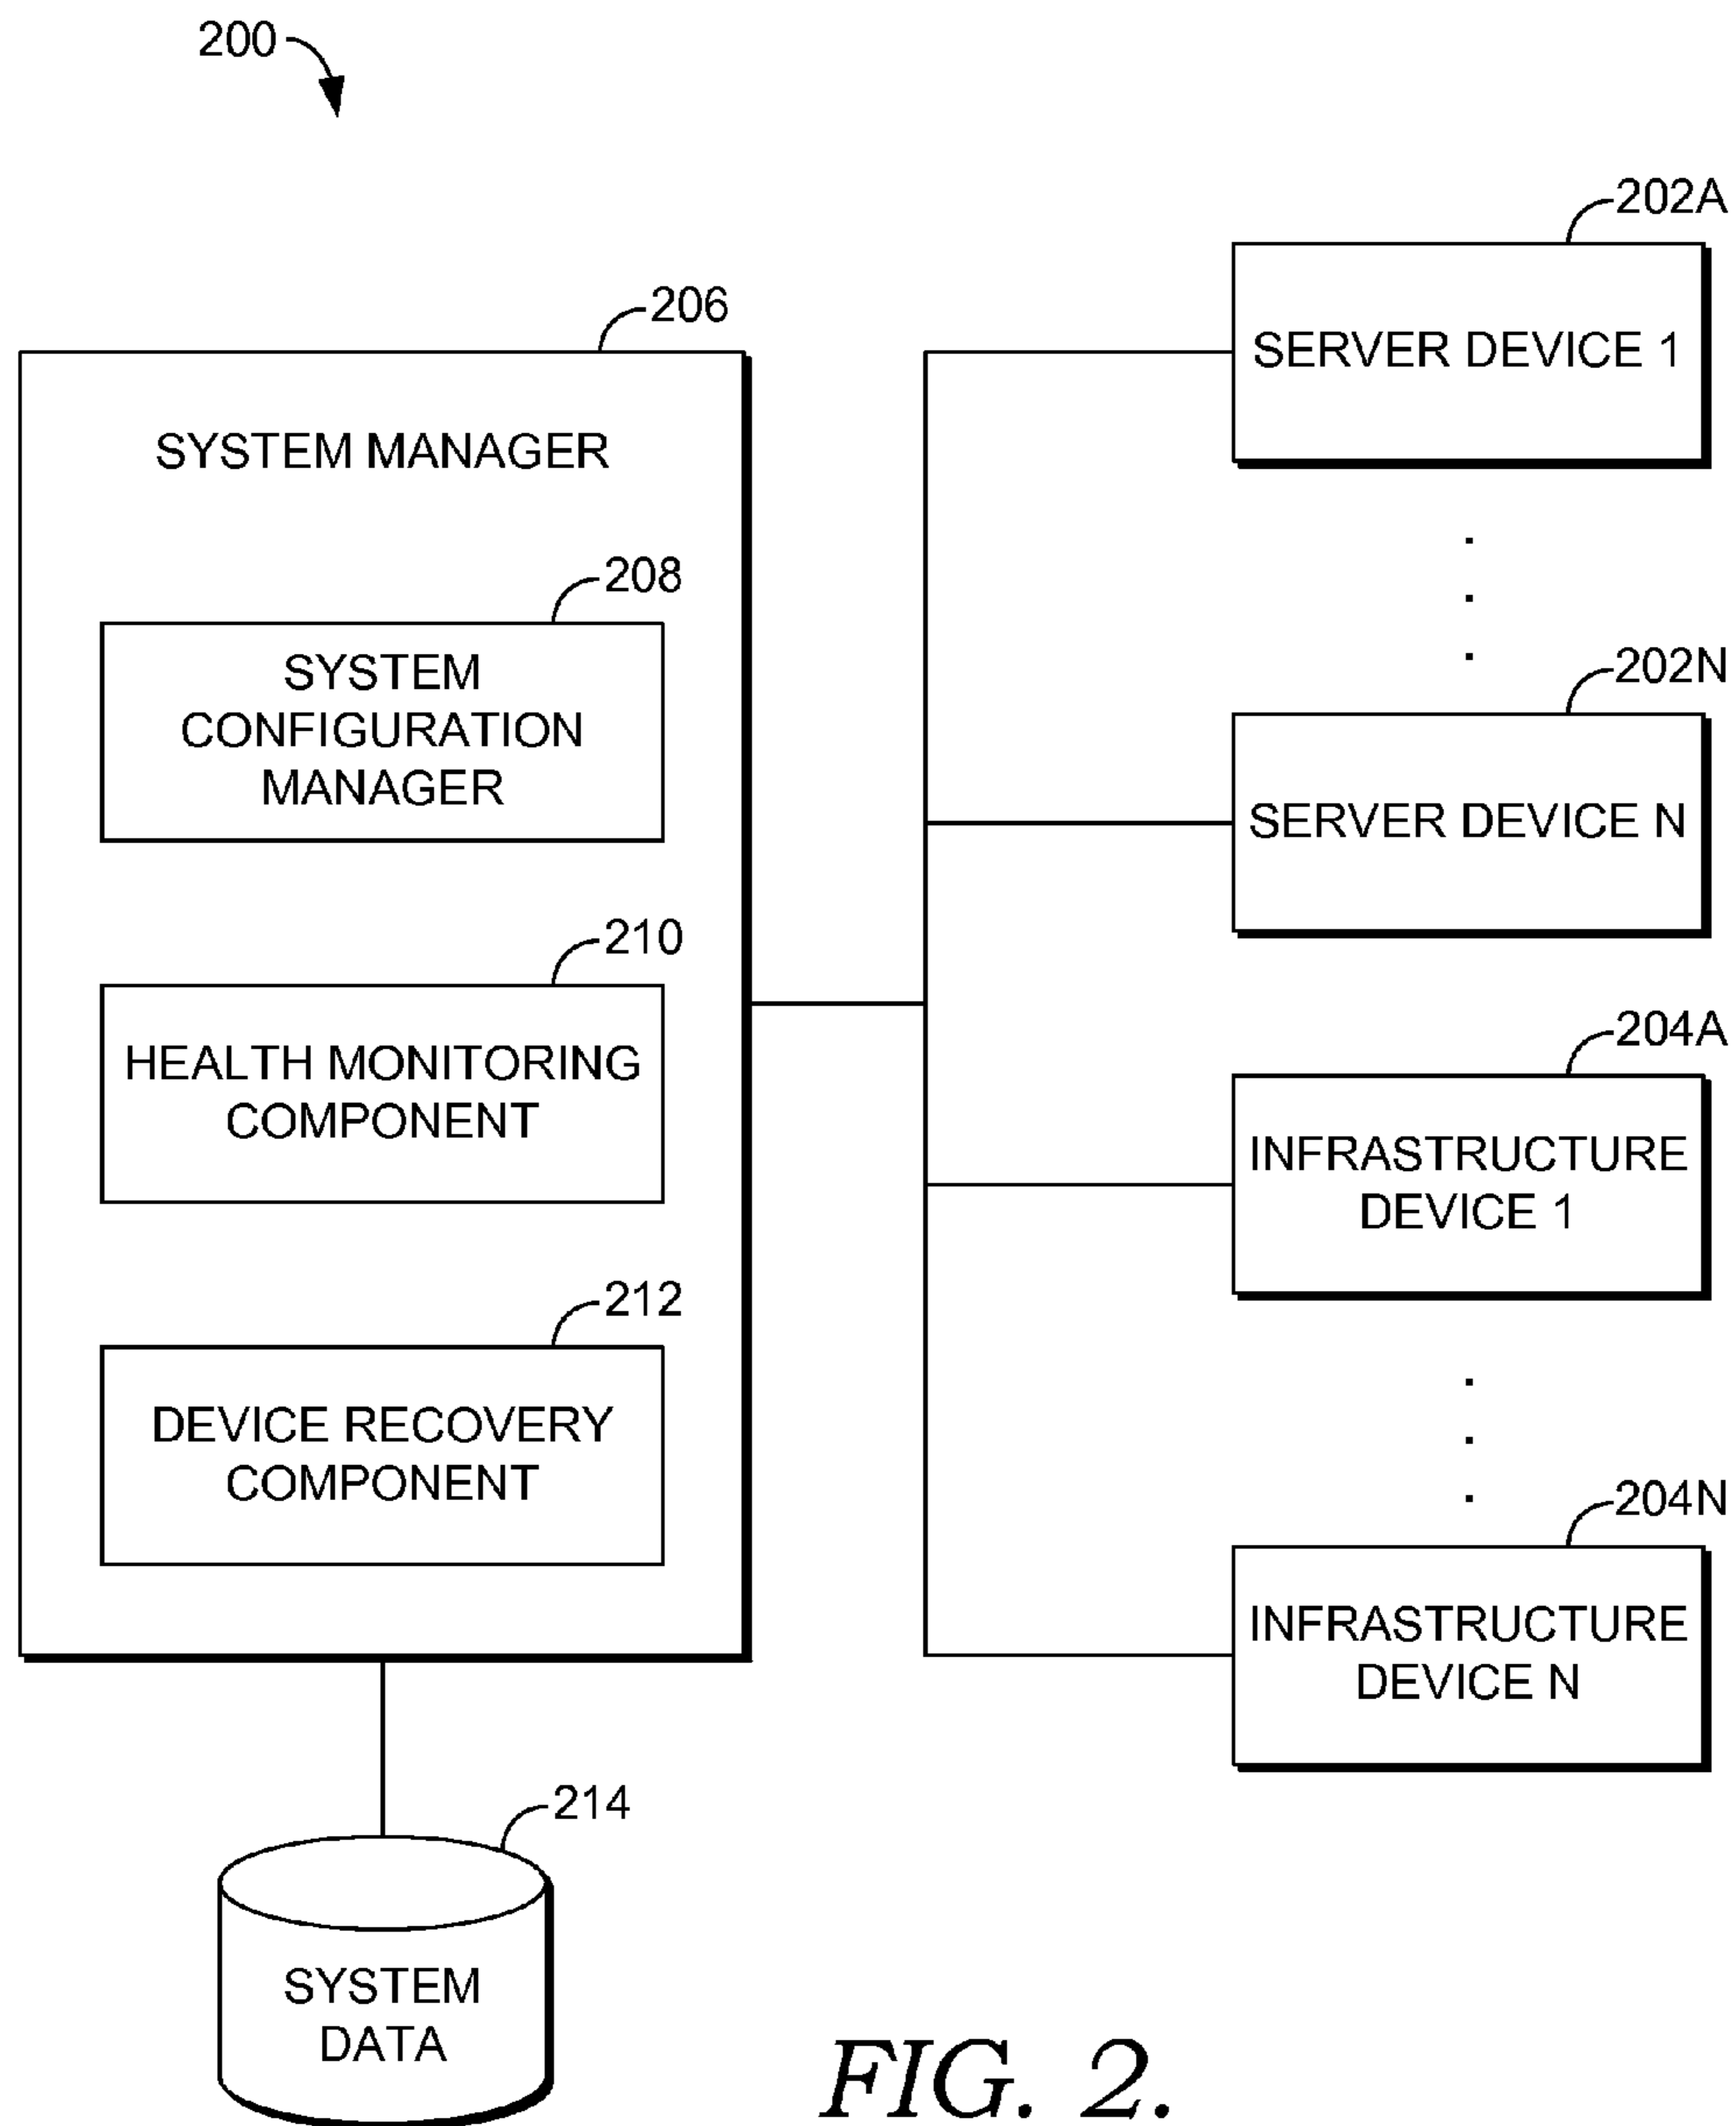 200
206
SYSTEM MANAGER
208
SYSTEM
CONFIGURATION
MANAGER
210
HEALTH MONITORING
COMPONENT
212
DEVICE RECOVERY
COMPONENT
214
SYSTEM
DATA
202A
SERVER DEVICE 1
202N
SERVER DEVICE N
204A
INFRASTRUCTURE
DEVICE 1
204N
INFRASTRUCTURE
DEVICE N
FIG. 2.